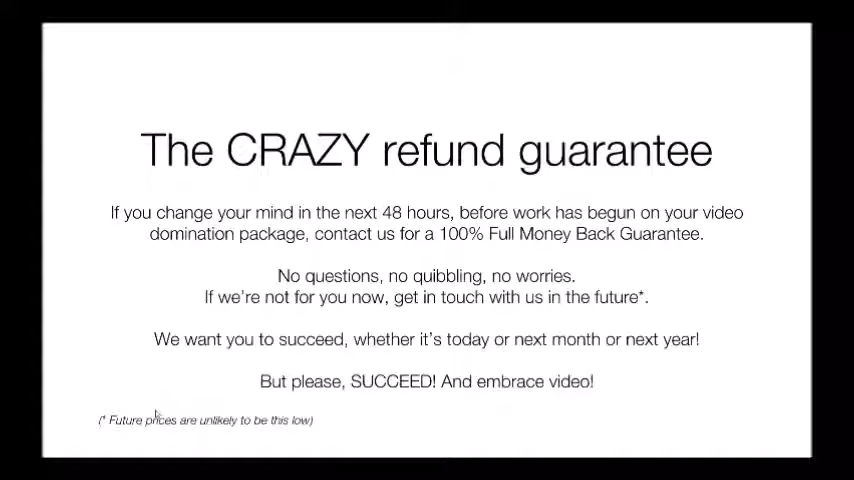 The CRAZY refund guarantee
If you change your mind in the next 48 hours, before work has begun on your video
domination package, contact us for a 100% Full Money Back Guarantee.
No questions, no quibbling, no worries.
If we're not for you now, get in touch with us in the future*.
We want you to succeed, whether it's today or next month or next year!
But please, SUCCEED! And embrace video!
(* Future prices are unlikely to be this low)